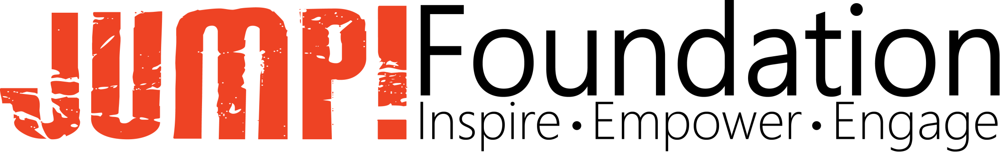 JUMP! Foundation
Inspire • Empower • Engage